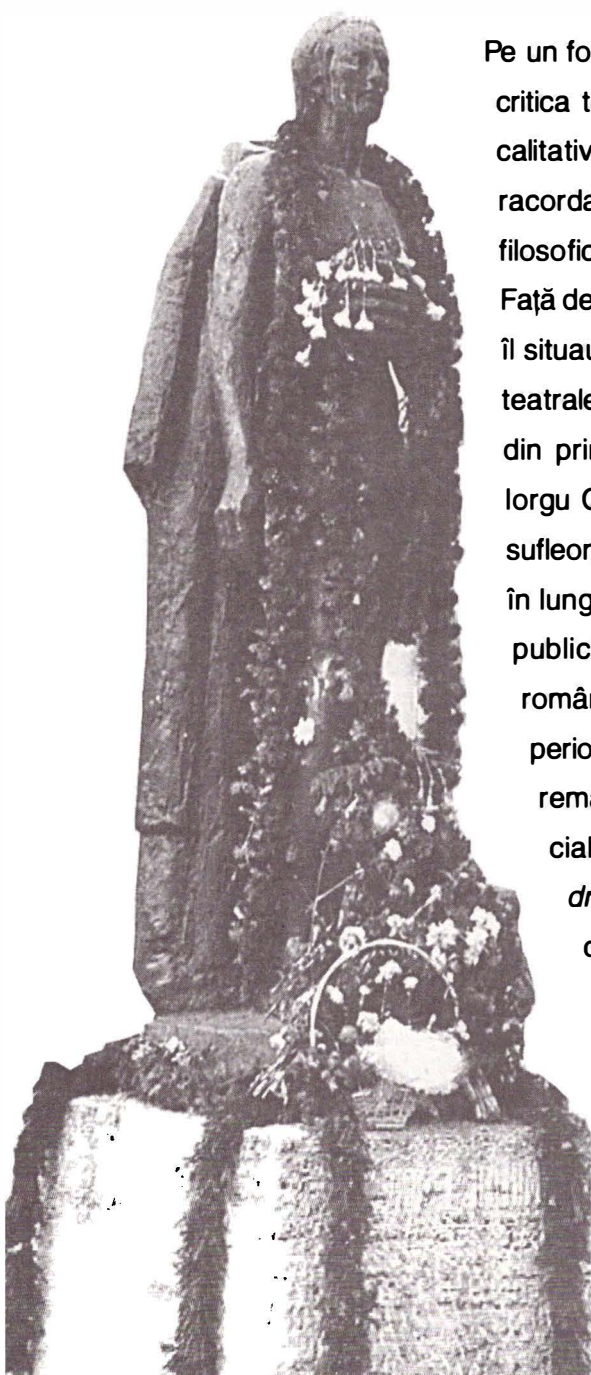 Pe un fo
critica t
calitativ
racorda
filosofic
Față de
îl situau
teatrale
din prin
Iorgu C
sufleor
în lung
public
român
perio
rema
cial
dr
c